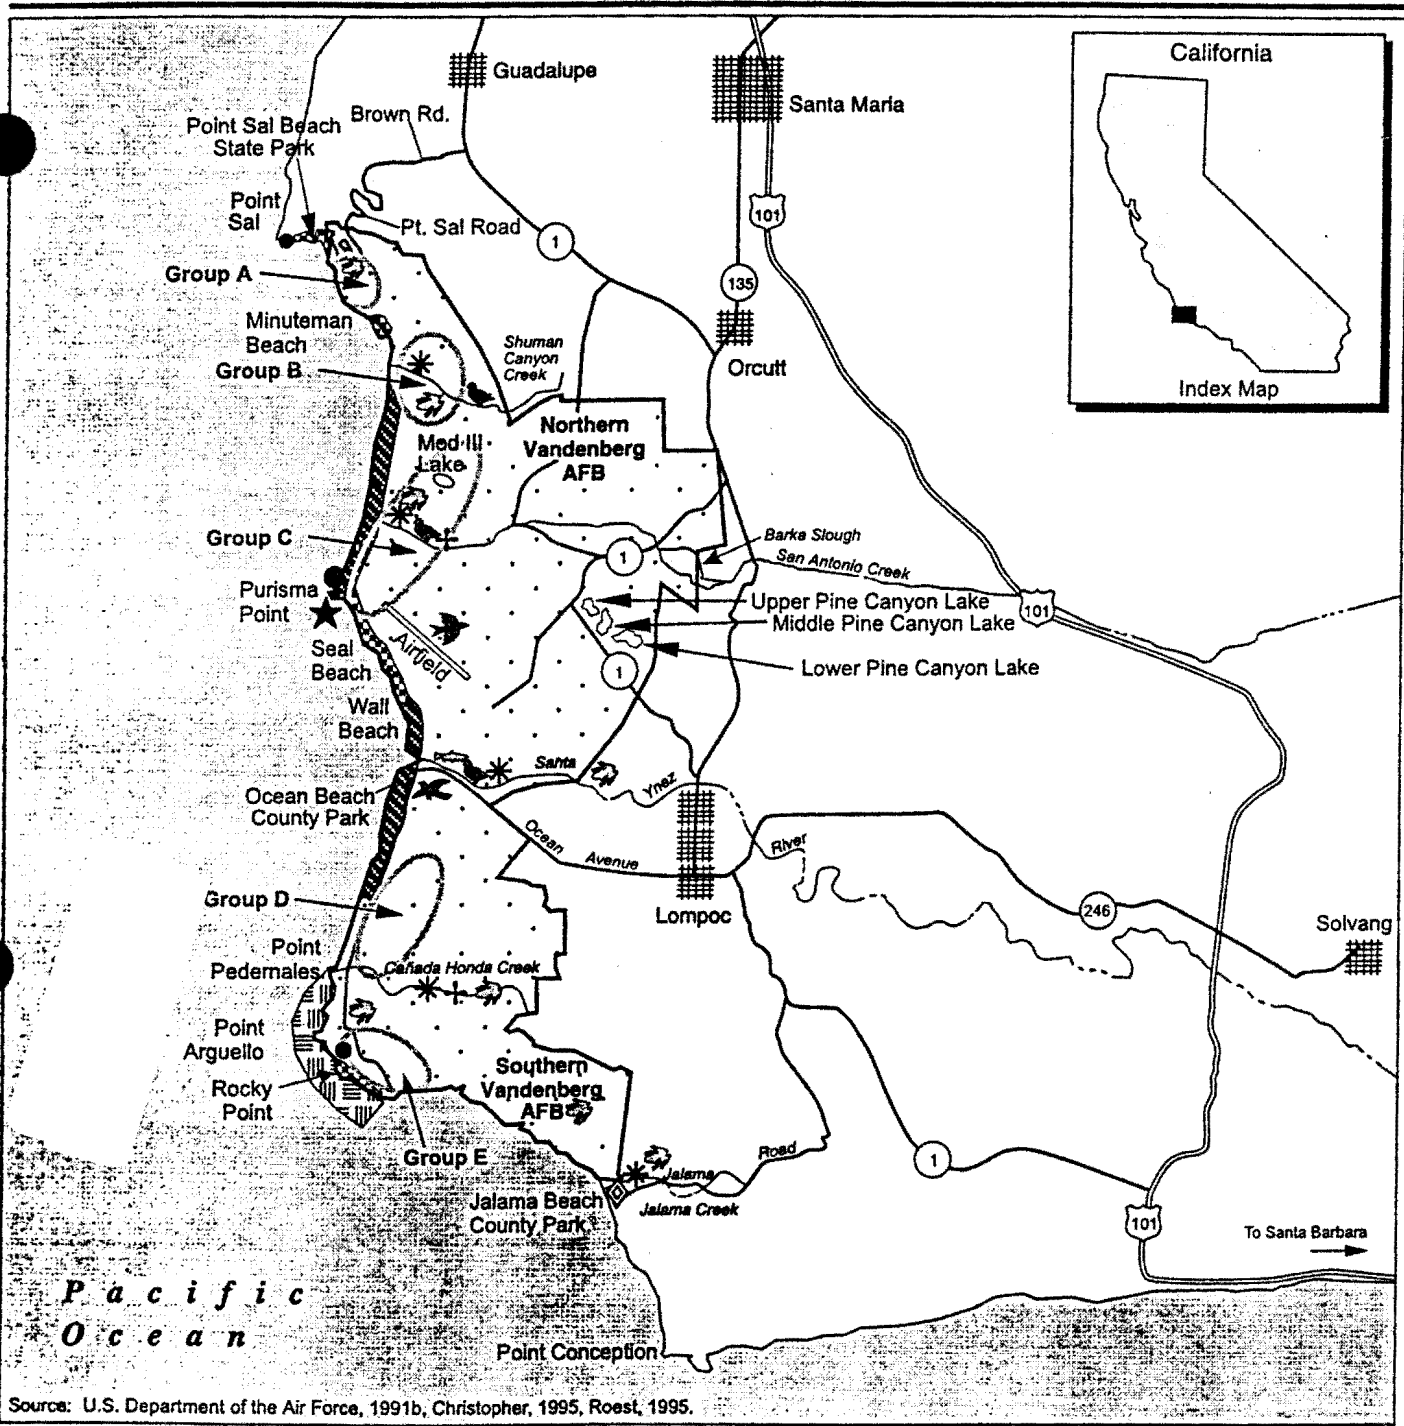 California
Index Map
Guadalupe
Santa Maria
Brown Rd.
Point Sal Beach
State Park
Point
Sal
Pt. Sal Road
1
101
135
Group A
Minuteman
Beach
Group B
Shuman
Canyon
Creek
Orcutt
Northern
Vandenberg
AFB
Mod III
Lake
Group C
1
Barka Slough
San Antonio Creek
Purisma
Point
Upper Pine Canyon Lake
Middle Pine Canyon Lake
101
Seal
Beach
Airfield
1
Lower Pine Canyon Lake
Wall
Beach
Santa
Ynez
River
Ocean Beach
County Park
Ocean
Avenue
Lompoc
246
Solvang
Group D
Point
Pedernales
Cañada Honda Creek
Point
Arguello
Rocky
Point
Southern
Vandenberg
AFB
Group E
Road
Jalama
Jalama Creek
Jalama Beach
County Park
1
101
To Santa Barbara
Pacific
Ocean
Point Conception
Source: U.S. Department of the Air Force, 1991b, Christopher, 1995, Roest, 1995.